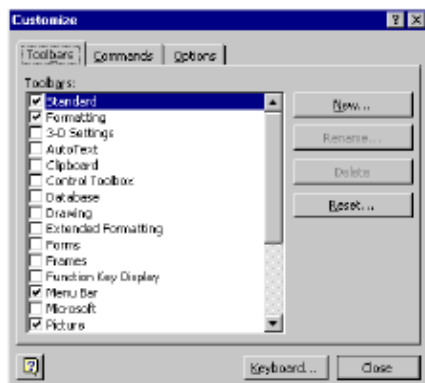 Customize
Toolbars Commands Options
Toolbars:
Standard
Formatting
3-D Settings
AutoText
Clipboard
Control Toolbox
Database
Drawing
Extended Formatting
Forms
Frames
Function Key Display
Menu Bar
Microsoft
Picture
New...
Rename...
Delete
Reset...
Keyboard... Close